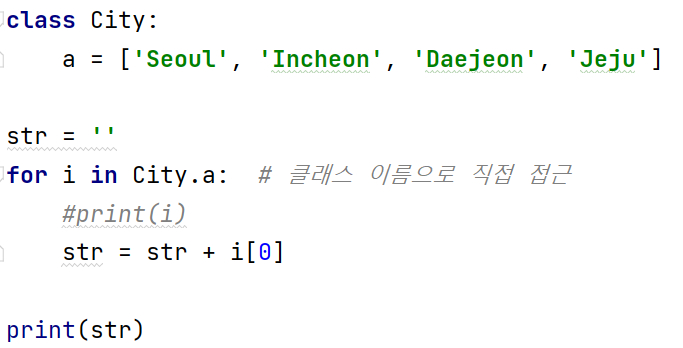 class City:
    a = ['Seoul', 'Incheon', 'Daejeon', 'Jeju']
str = ''
for i in City.a:  # 클래스 이름으로 직접 접근
    #print(i)
    str = str + i[0]
print(str)